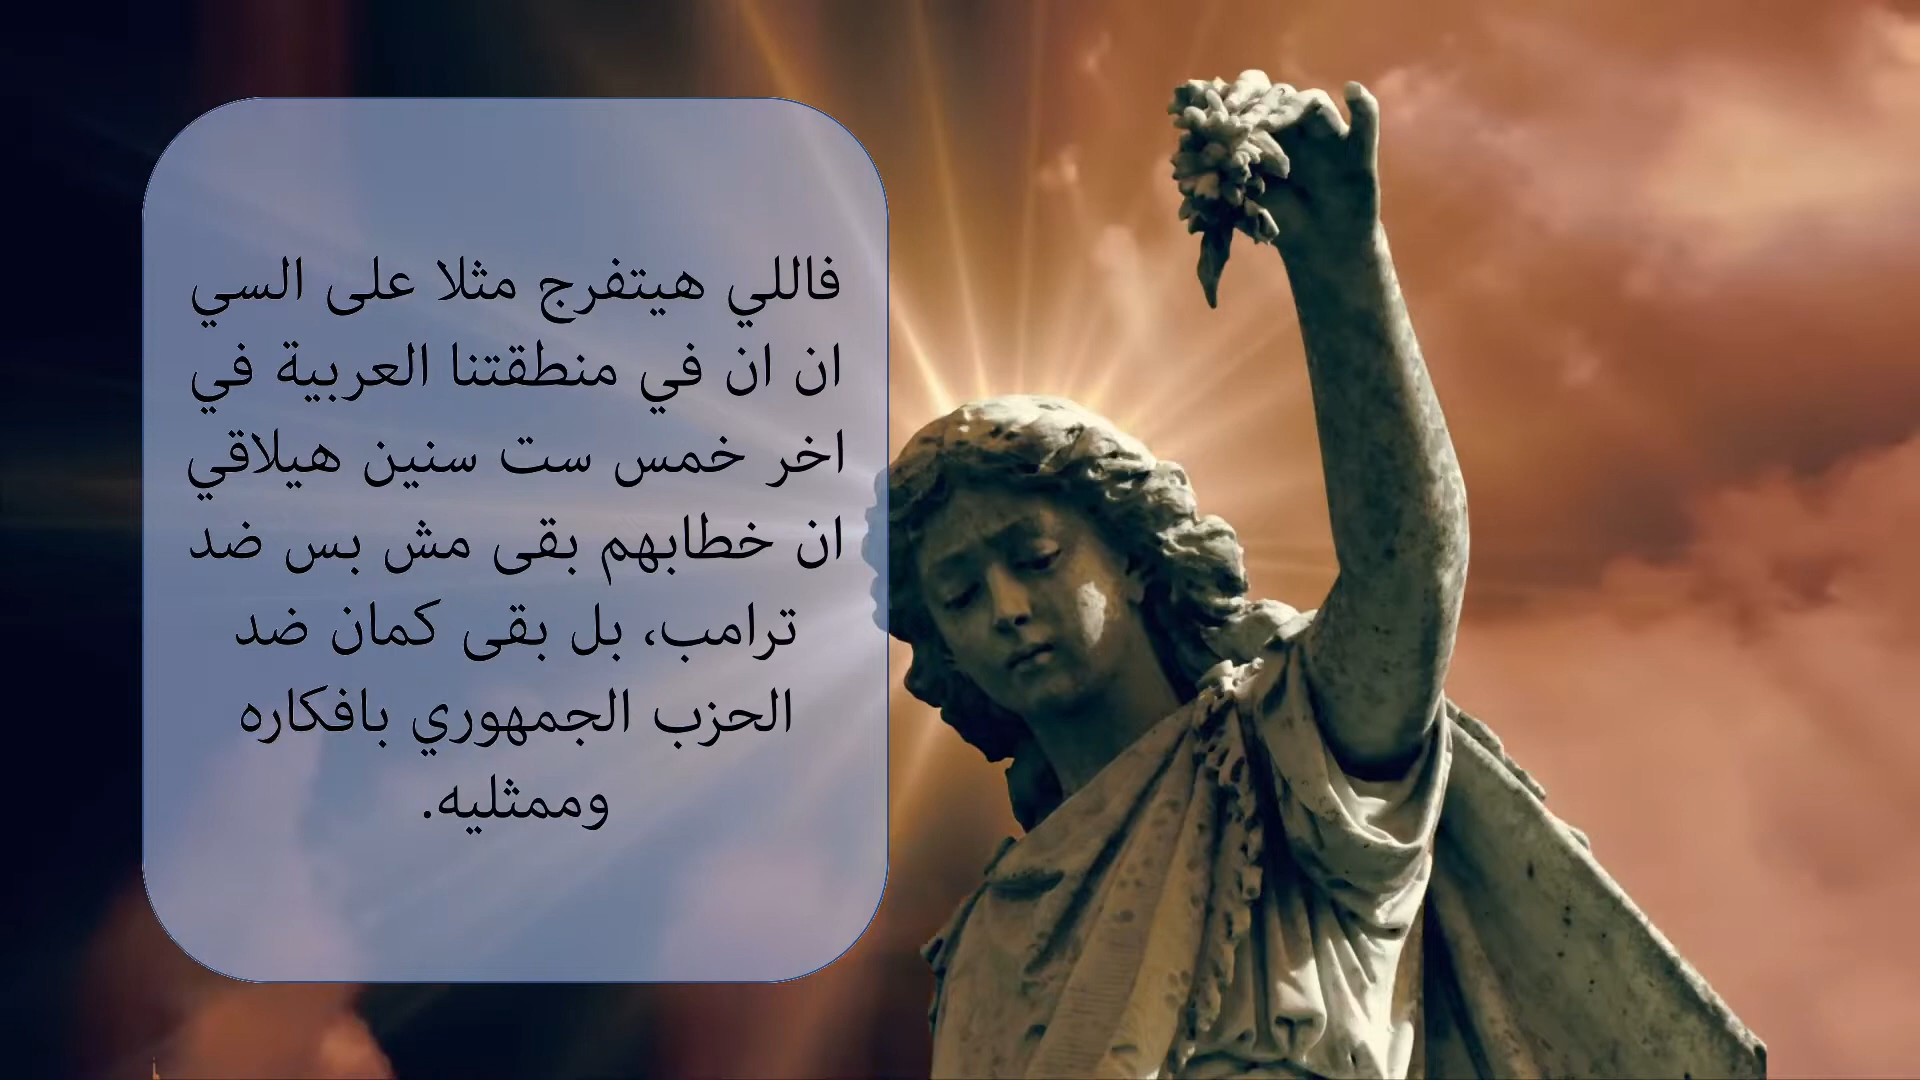 فاللي هيتفرج مثلا على السي
ان ان في منطقتنا العربية في
اخر خمس ست سنين هيلاقي
ان خطابهم بقى مش بس ضد
ترامب، بل بقى كمان ضد
الحزب الجمهوري بافكاره
وممثليه.